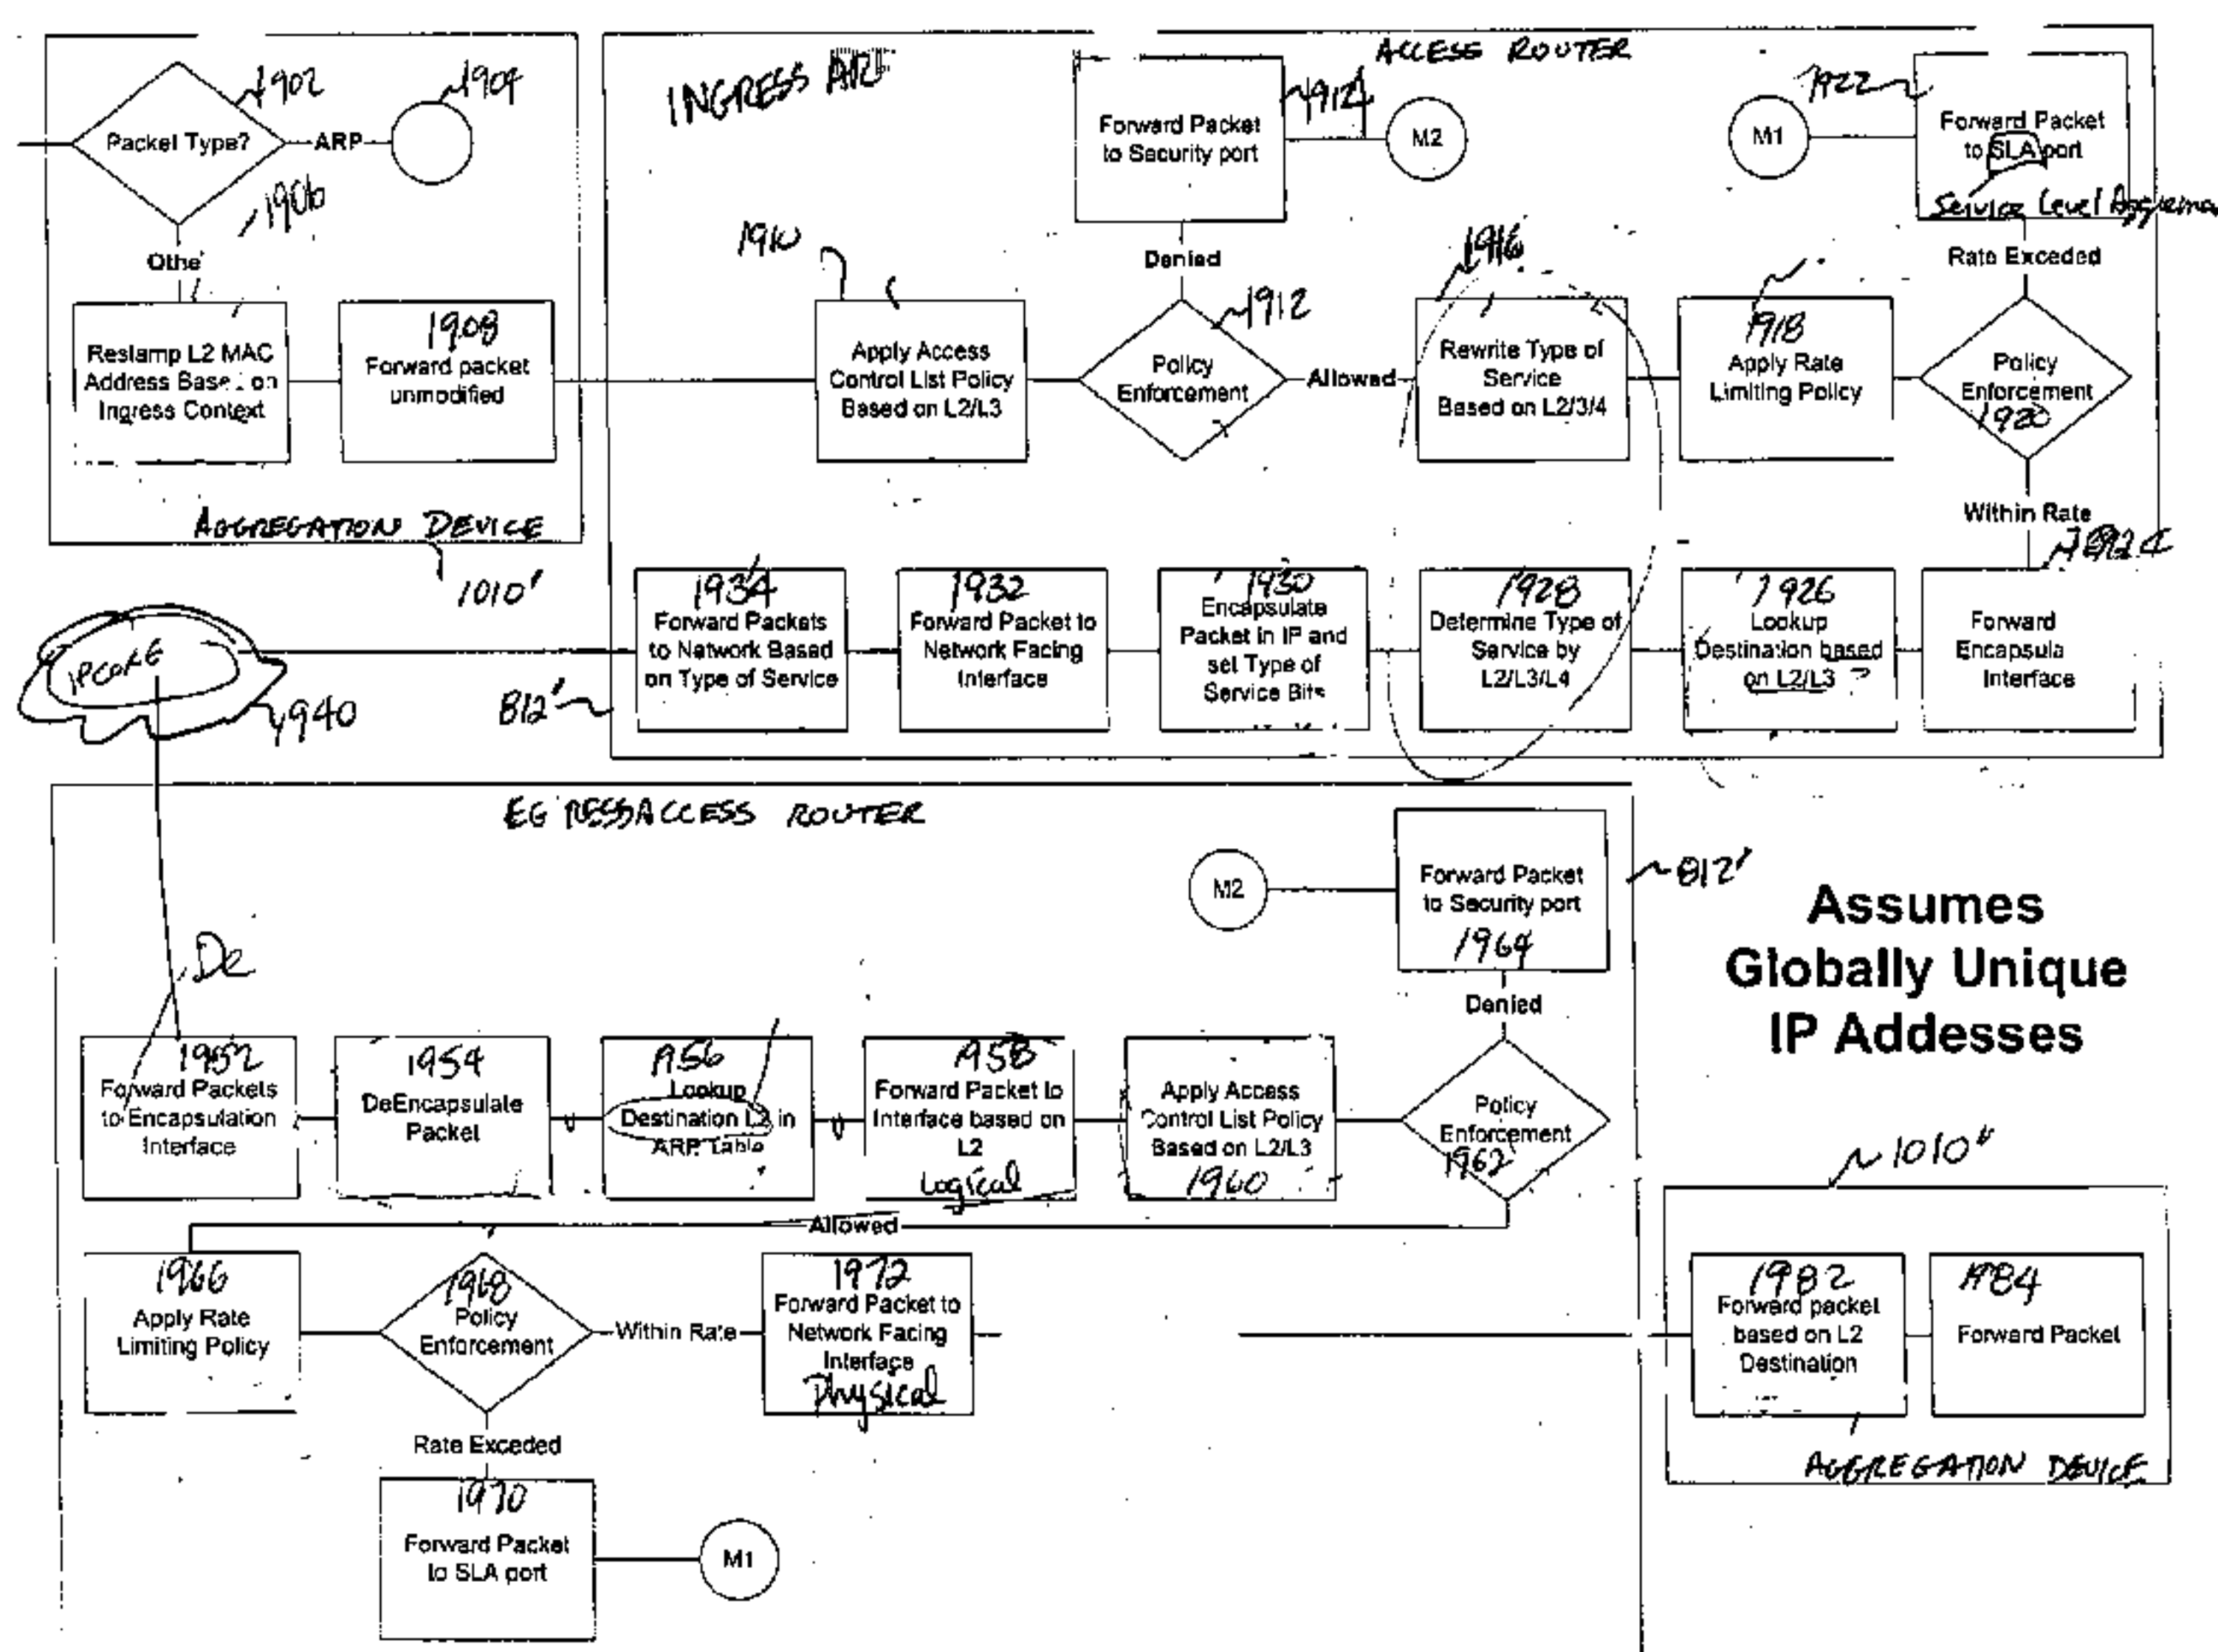 ACCESS ROUTER
INGRESS
1902
1904
Packet Type?
ARP
1906
Othe
Restamp L2 MAC
Address Based on
Ingress Context
1908
Forward packet
unmodified
AGGREGATION DEVICE
1010'
Forward Packet
to Security port
1914
M2
Denied
1910
Apply Access
Control List Policy
Based on L2/L3
1912
Policy
Enforcement
Allowed
1916
Rewrite Type of
Service
Based on L2/3/4
1918
Apply Rate
Limiting Policy
M1
1922
Forward Packet
to SLA port
Service Level
Rate Exceded
Policy
Enforcement
1920
Within Rate
IPCORE
1940
812'
1934
Forward Packets
to Network Based
on Type of Service
1932
Forward Packet to
Network Facing
Interface
1930
Encapsulate
Packet in IP and
set Type of
Service Bits
1928
Determine Type of
Service by
L2/L3/L4
1926
Lookup
Destination based
on L2/L3 ?
Forward
Encapsula
Interface
EGRESS ACCESS ROUTER
M2
Forward Packet
to Security port
1964
812'
Denied
Assumes
Globally Unique
IP Addesses
De
1952
Forward Packets
to Encapsulation
Interface
1954
DeEncapsulate
Packet
1956
Lookup
Destination L2 in
ARP Table
1958
Forward Packet to
Interface based on
L2
Logical
Apply Access
Control List Policy
Based on L2/L3
1960
Policy
Enforcement
1962
Allowed
1966
Apply Rate
Limiting Policy
1968
Policy
Enforcement
Within Rate
1972
Forward Packet to
Network Facing
Interface
Physical
Rate Exceded
1970
Forward Packet
to SLA port
M1
1010"
1982
Forward packet
based on L2
Destination
1984
Forward Packet
AGGREGATION DEVICE